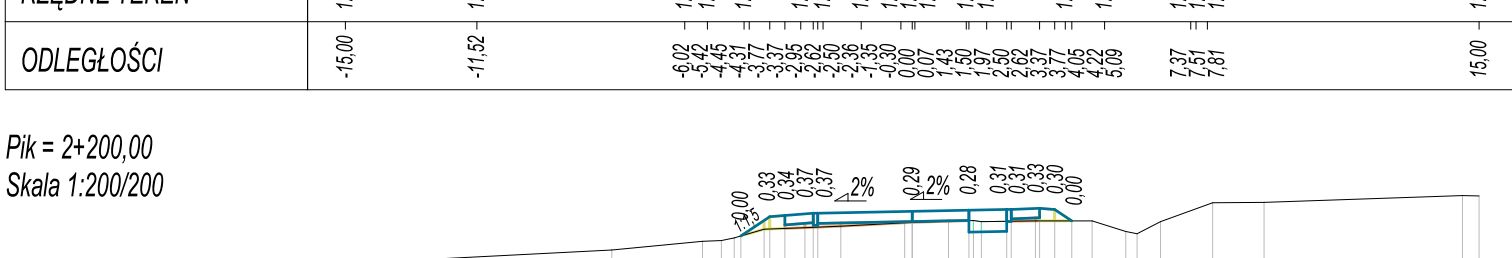 RZĘDNE TEREN
ODLEGŁOŚCI -15,00 -11,52 -6,02 -5,42 -4,45 -4,31 -3,77 -3,37 -2,95 -2,62 -2,50 -2,36 -1,35 -0,30 0,00 0,07 1,43 1,50 1,97 2,50 2,62 3,37 3,77 4,05 4,22 5,09 7,37 7,51 7,81 15,00
Pik = 2+200,00
Skala 1:200/200
0,00 0,33 0,34 0,37 0,37 2% 0,29 2% 0,28 0,31 0,31 0,33 0,30 0,00
1:1,5